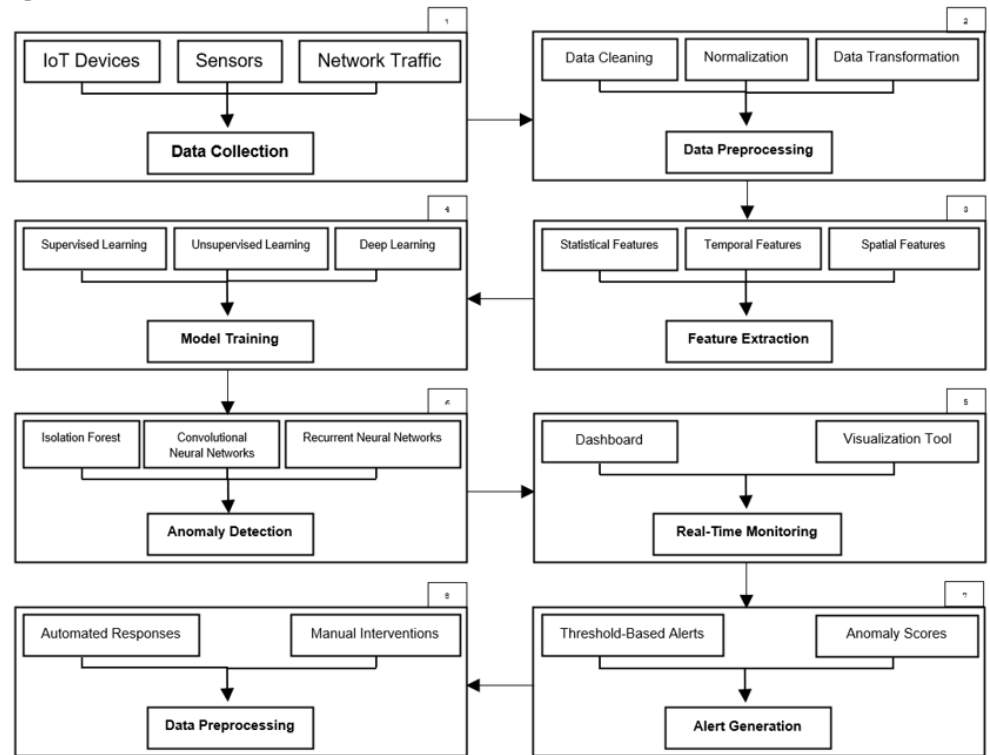 1
IoT Devices
Sensors
Network Traffic
Data Collection
2
Data Cleaning
Normalization
Data Transformation
Data Preprocessing
3
Statistical Features
Temporal Features
Spatial Features
Feature Extraction
4
Supervised Learning
Unsupervised Learning
Deep Learning
Model Training
Isolation Forest
Convolutional
Neural Networks
Recurrent Neural Networks
Anomaly Detection
5
Dashboard
Visualization Tool
Real-Time Monitoring
Threshold-Based Alerts
Anomaly Scores
Alert Generation
8
Automated Responses
Manual Interventions
Data Preprocessing